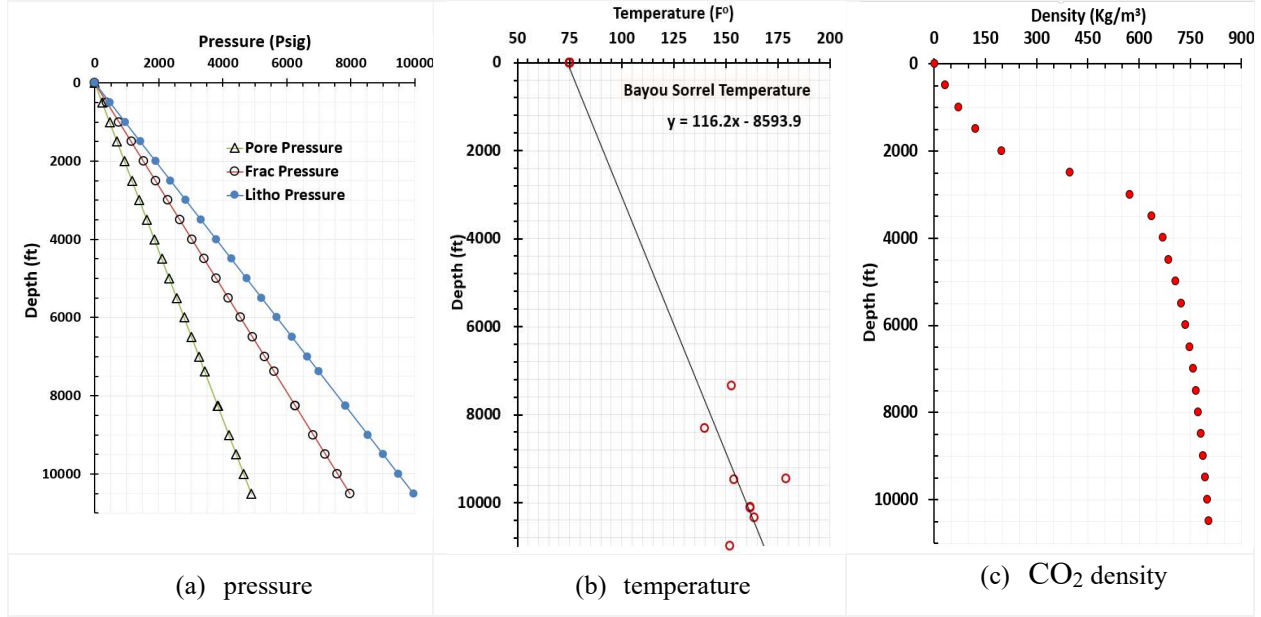 Pressure (Psig)
0 2000 4000 6000 8000 10000
0
2000
4000
6000
8000
10000
Depth (ft)
Pore Pressure
Frac Pressure
Litho Pressure
(a) pressure
Temperature (F⁰)
50 75 100 125 150 175 200
0
2000
4000
6000
8000
10000
Depth (ft)
Bayou Sorrel Temperature
y = 116.2x - 8593.9
(b) temperature
Density (Kg/m³)
0 150 300 450 600 750 900
0
2000
4000
6000
8000
10000
Depth (ft)
(c) CO₂ density